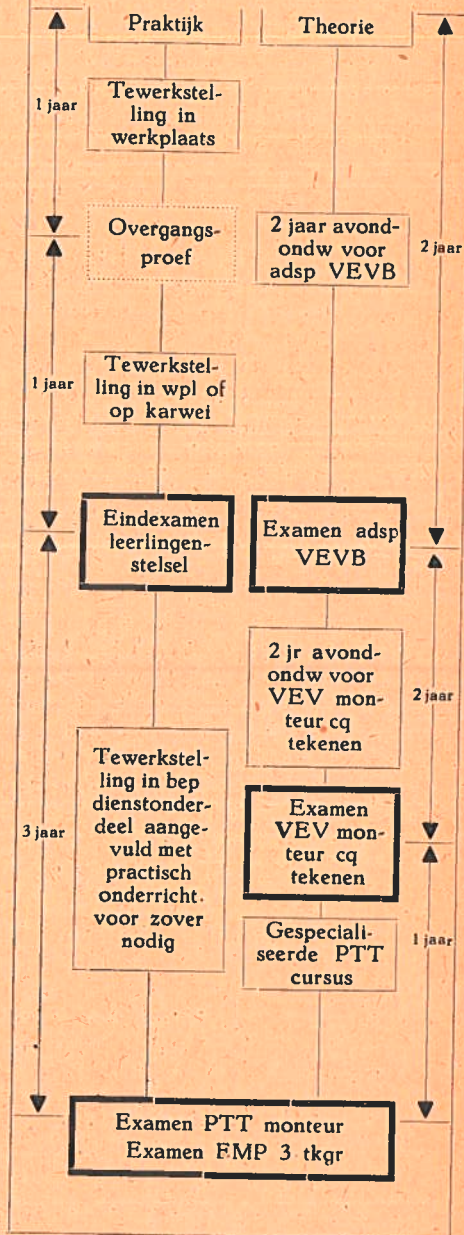 Praktijk
Theorie
1 jaar
Tewerkstel-
ling in
werkplaats
Overgangs-
proef
2 jaar avond-
ondw voor
adsp VEVB
2 jaar
1 jaar
Tewerkstel-
ling in wpl of
op karwei
Eindexamen
leerlingen-
stelsel
Examen adsp
VEVB
2 jr avond-
ondw voor
VEV mon-
teur cq
tekenen
2 jaar
3 jaar
Tewerkstel-
ling in bep
dienstonder-
deel aange-
vuld met
practisch
onderricht
voor zover
nodig
Examen
VEV mon-
teur cq
tekenen
Gespeciali-
seerde PTT
cursus
1 jaar
Examen PTT monteur
Examen FMP 3 tkgr